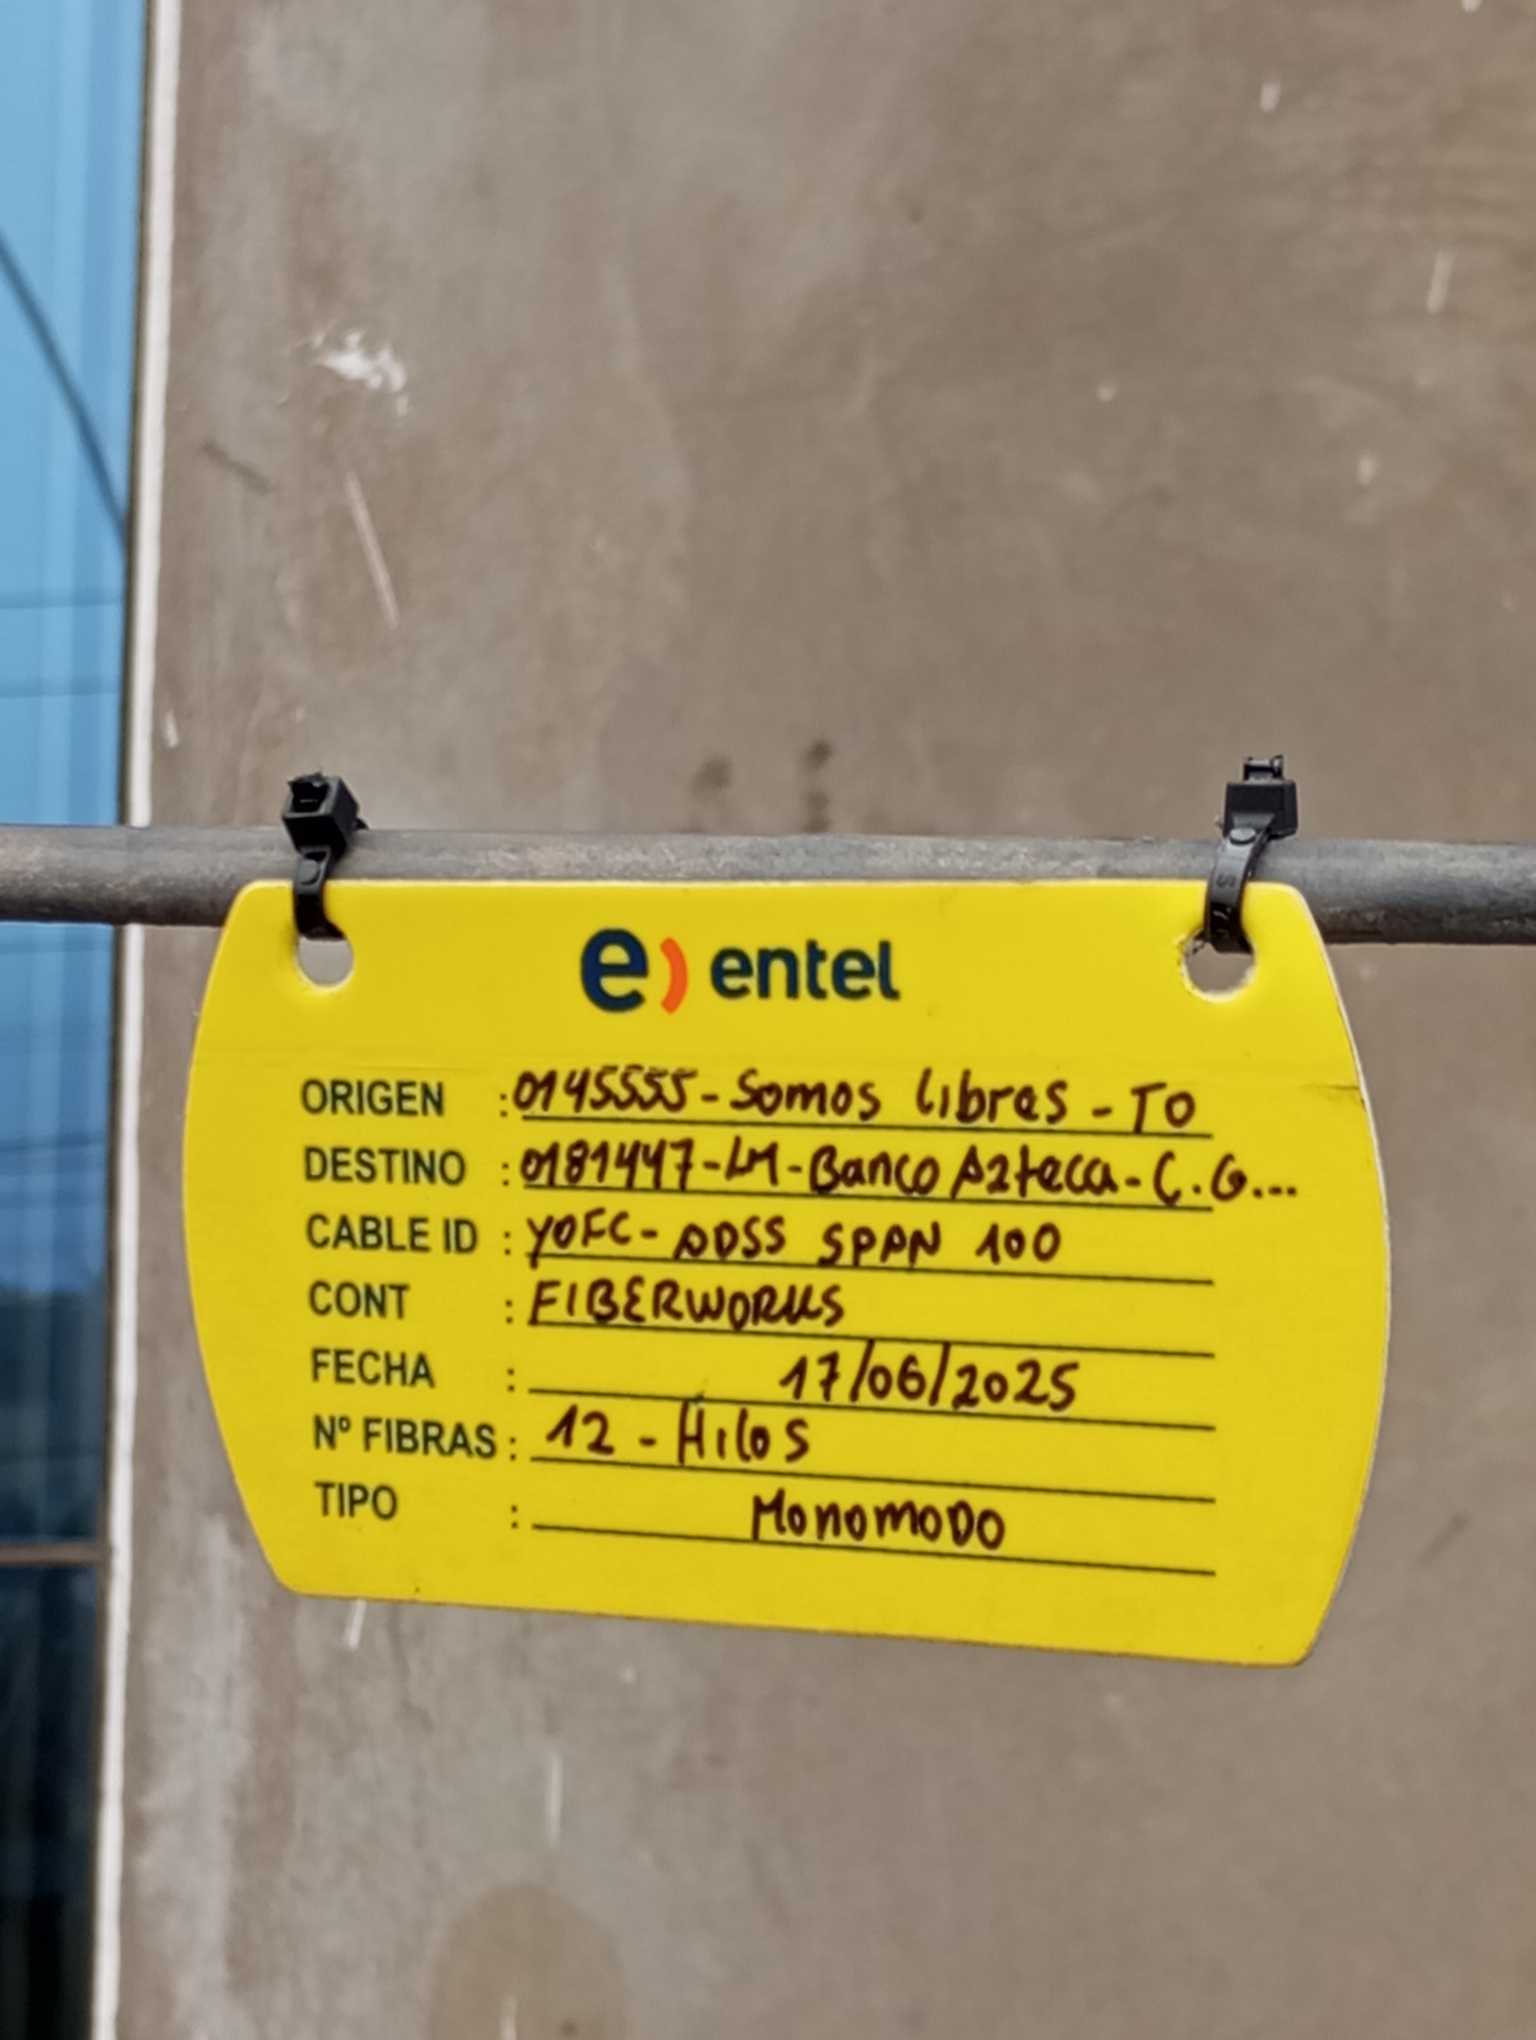 e) entel
ORIGEN : 0145555-Somos libres - TO
DESTINO : 0181447-LM-Banco Azteca-C.G...
CABLE ID : YOFC- ADSS SPAN 100
CONT : FIBERWORKS
FECHA : 17/06/2025
Nº FIBRAS : 12 - Hilos
TIPO : MONOMODO